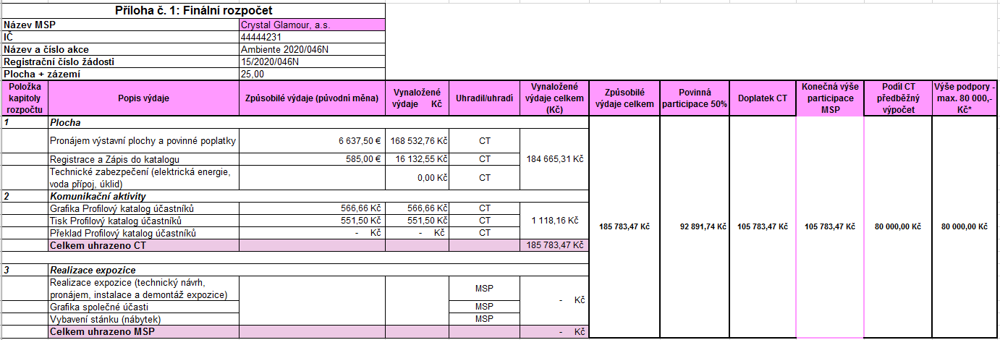 Příloha č. 1: Finální rozpočet
Název MSP Crystal Glamour, a.s.
IČ 44444231
Název a číslo akce Ambiente 2020/046N
Registrační číslo žádosti 15/2020/046N
Plocha + zázemí 25,00
Položka kapitoly rozpočtu Popis výdaje Způsobilé výdaje (původní měna) Vynaložené výdaje Kč Uhradil/uhradí Vynaložené výdaje celkem (Kč) Způsobilé výdaje celkem Povinná participace 50% Doplatek CT Konečná výše participace MSP Podíl CT předběžný výpočet Výše podpory - max. 80 000,- Kč*
1 Plocha
Pronájem výstavní plochy a povinné poplatky 6 637,50 € 168 532,76 Kč CT
Registrace a Zápis do katalogu 585,00 € 16 132,55 Kč CT 184 665,31 Kč
Technické zabezpečení (elektrická energie,
voda přípoj, úklid) 0,00 Kč CT
2 Komunikační aktivity
Grafika Profilový katalog účastníků 566,66 Kč 566,66 Kč CT
Tisk Profilový katalog účastníků 551,50 Kč 551,50 Kč CT 1 118,16 Kč
185 783,47 Kč 92 891,74 Kč 105 783,47 Kč 105 783,47 Kč 80 000,00 Kč 80 000,00 Kč
Překlad Profilový katalog účastníků - Kč - Kč CT
Celkem uhrazeno CT 185 783,47 Kč
3 Realizace expozice
Realizace expozice (technický návrh,
pronájem, instalace a demontáž expozice) MSP
- Kč
Grafika společné účasti MSP
Vybavení stánku (nábytek) MSP
Celkem uhrazeno MSP - Kč